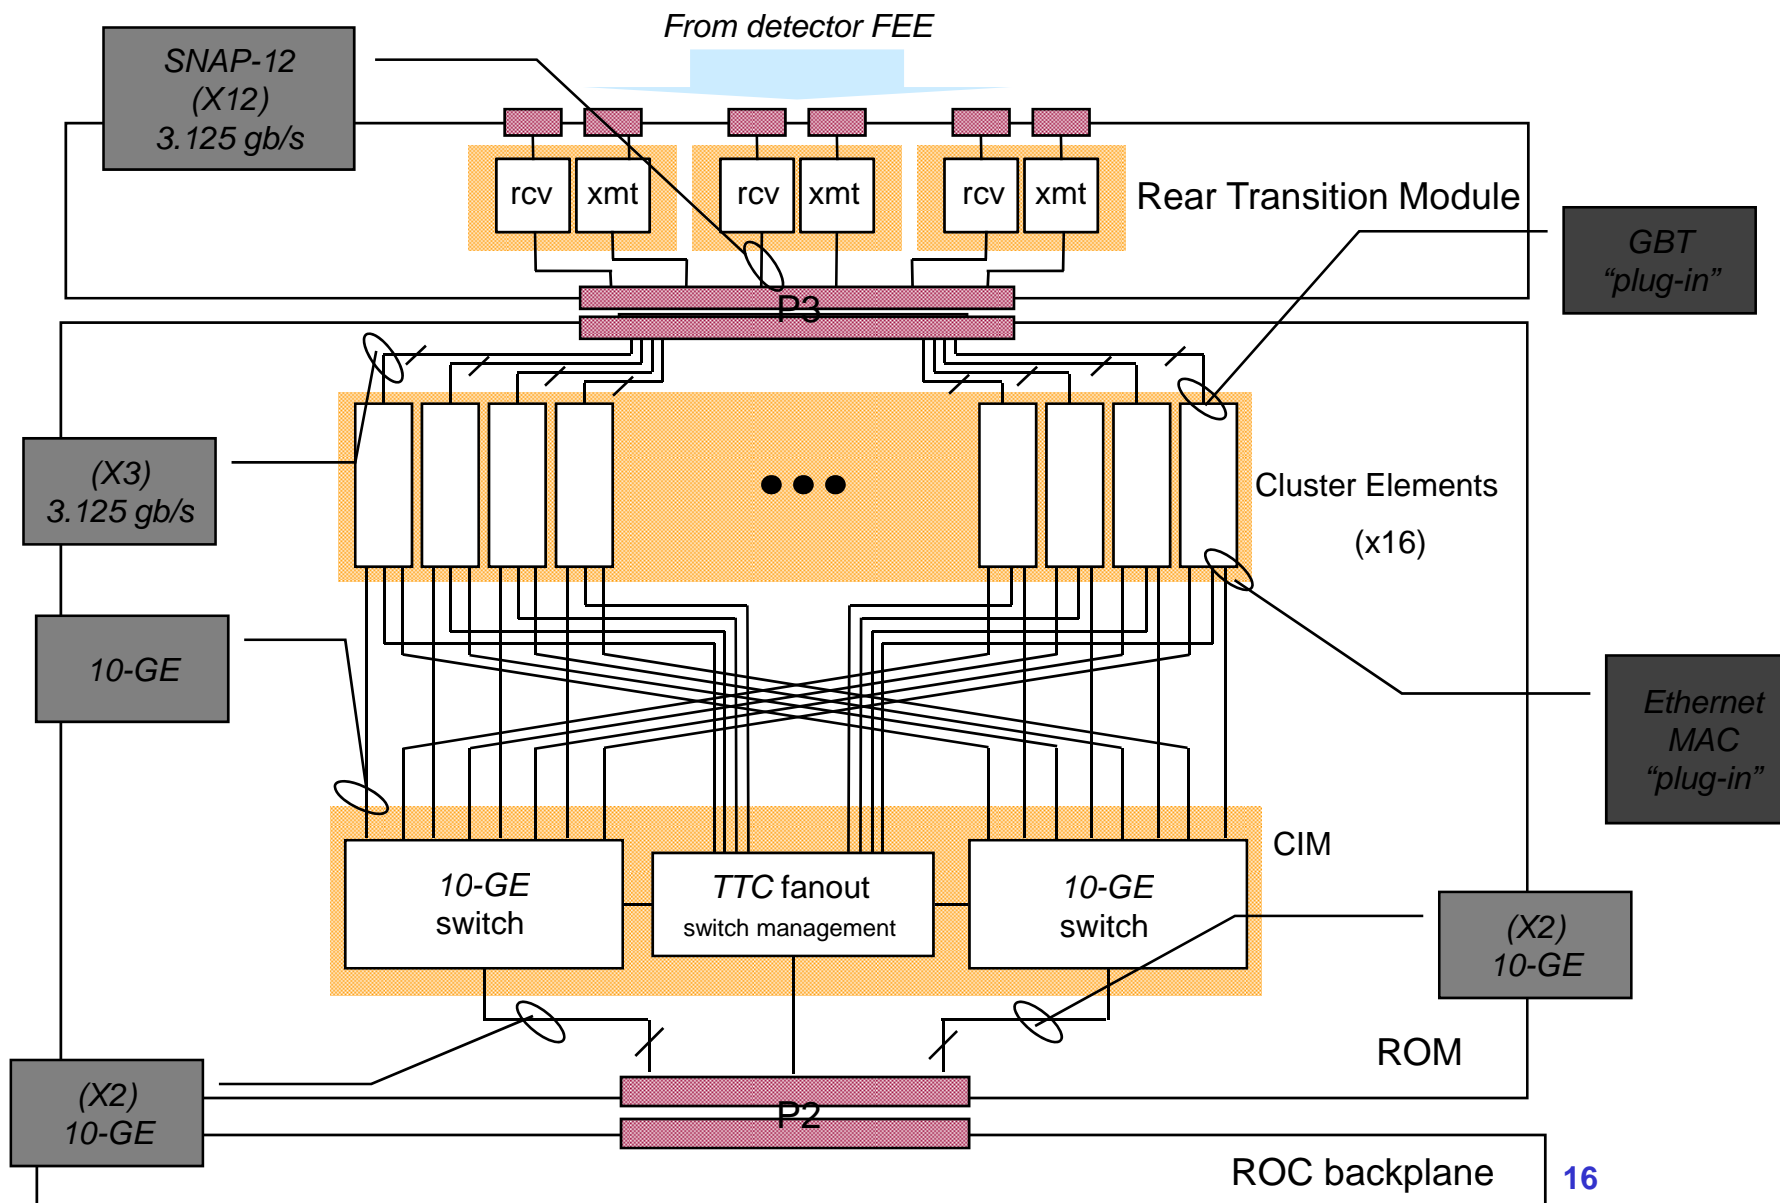 From detector FEE
SNAP-12
(X12)
3.125 gb/s
rcv
xmt
rcv
xmt
rcv
xmt
Rear Transition Module
GBT
“plug-in”
P3
(X3)
3.125 gb/s
Cluster Elements
(x16)
10-GE
Ethernet
MAC
“plug-in”
CIM
10-GE
switch
TTC fanout
switch management
10-GE
switch
(X2)
10-GE
ROM
(X2)
10-GE
P2
ROC backplane
16